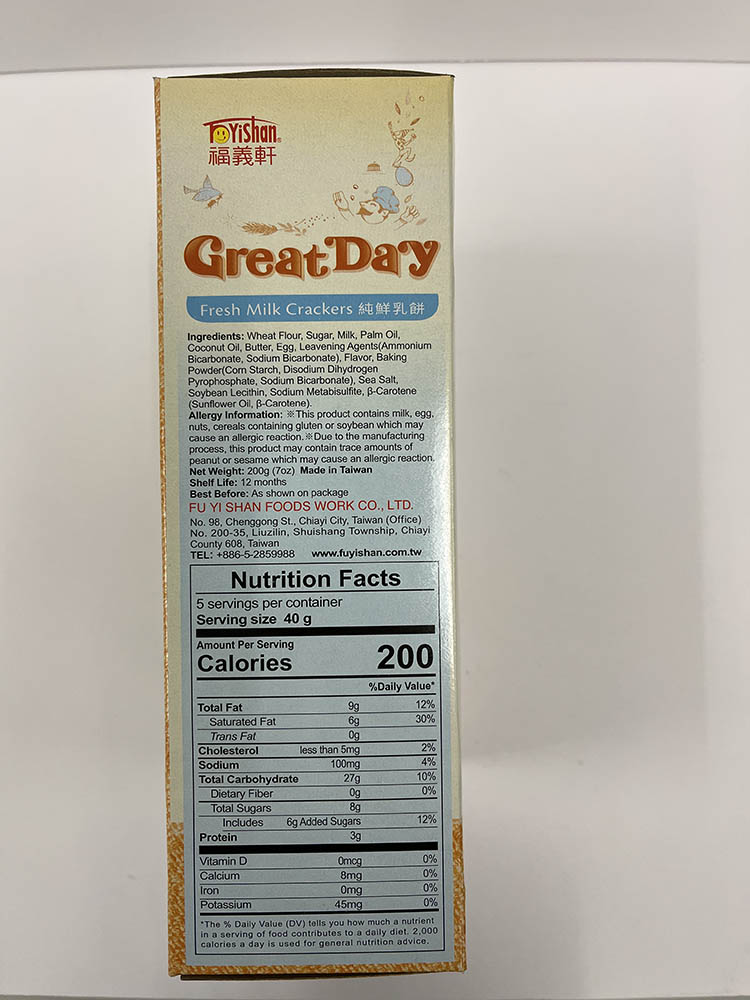 FuYiShan®
福義軒
Great Day
Fresh Milk Crackers 純鮮乳餅
Ingredients: Wheat Flour, Sugar, Milk, Palm Oil,
Coconut Oil, Butter, Egg, Leavening Agents(Ammonium
Bicarbonate, Sodium Bicarbonate), Flavor, Baking
Powder(Corn Starch, Disodium Dihydrogen
Pyrophosphate, Sodium Bicarbonate), Sea Salt,
Soybean Lecithin, Sodium Metabisulfite, β-Carotene
(Sunflower Oil, β-Carotene).
Allergy Information: ※This product contains milk, egg,
nuts, cereals containing gluten or soybean which may
cause an allergic reaction.※Due to the manufacturing
process, this product may contain trace amounts of
peanut or sesame which may cause an allergic reaction.
Net Weight: 200g (7oz) Made in Taiwan
Shelf Life: 12 months
Best Before: As shown on package
FU YI SHAN FOODS WORK CO., LTD.
No. 98, Chenggong St., Chiayi City, Taiwan (Office)
No. 200-35, Liuzilin, Shuishang Township, Chiayi
County 608, Taiwan
TEL: +886-5-2859988 www.fuyishan.com.tw
Nutrition Facts
5 servings per container
Serving size 40 g
Amount Per Serving
Calories 200
%Daily Value*
Total Fat 9g 12%
Saturated Fat 6g 30%
Trans Fat 0g
Cholesterol less than 5mg 2%
Sodium 100mg 4%
Total Carbohydrate 27g 10%
Dietary Fiber 0g 0%
Total Sugars 8g
Includes 6g Added Sugars 12%
Protein 3g
Vitamin D 0mcg 0%
Calcium 8mg 0%
Iron 0mg 0%
Potassium 45mg 0%
*The % Daily Value (DV) tells you how much a nutrient
in a serving of food contributes to a daily diet. 2,000
calories a day is used for general nutrition advice.